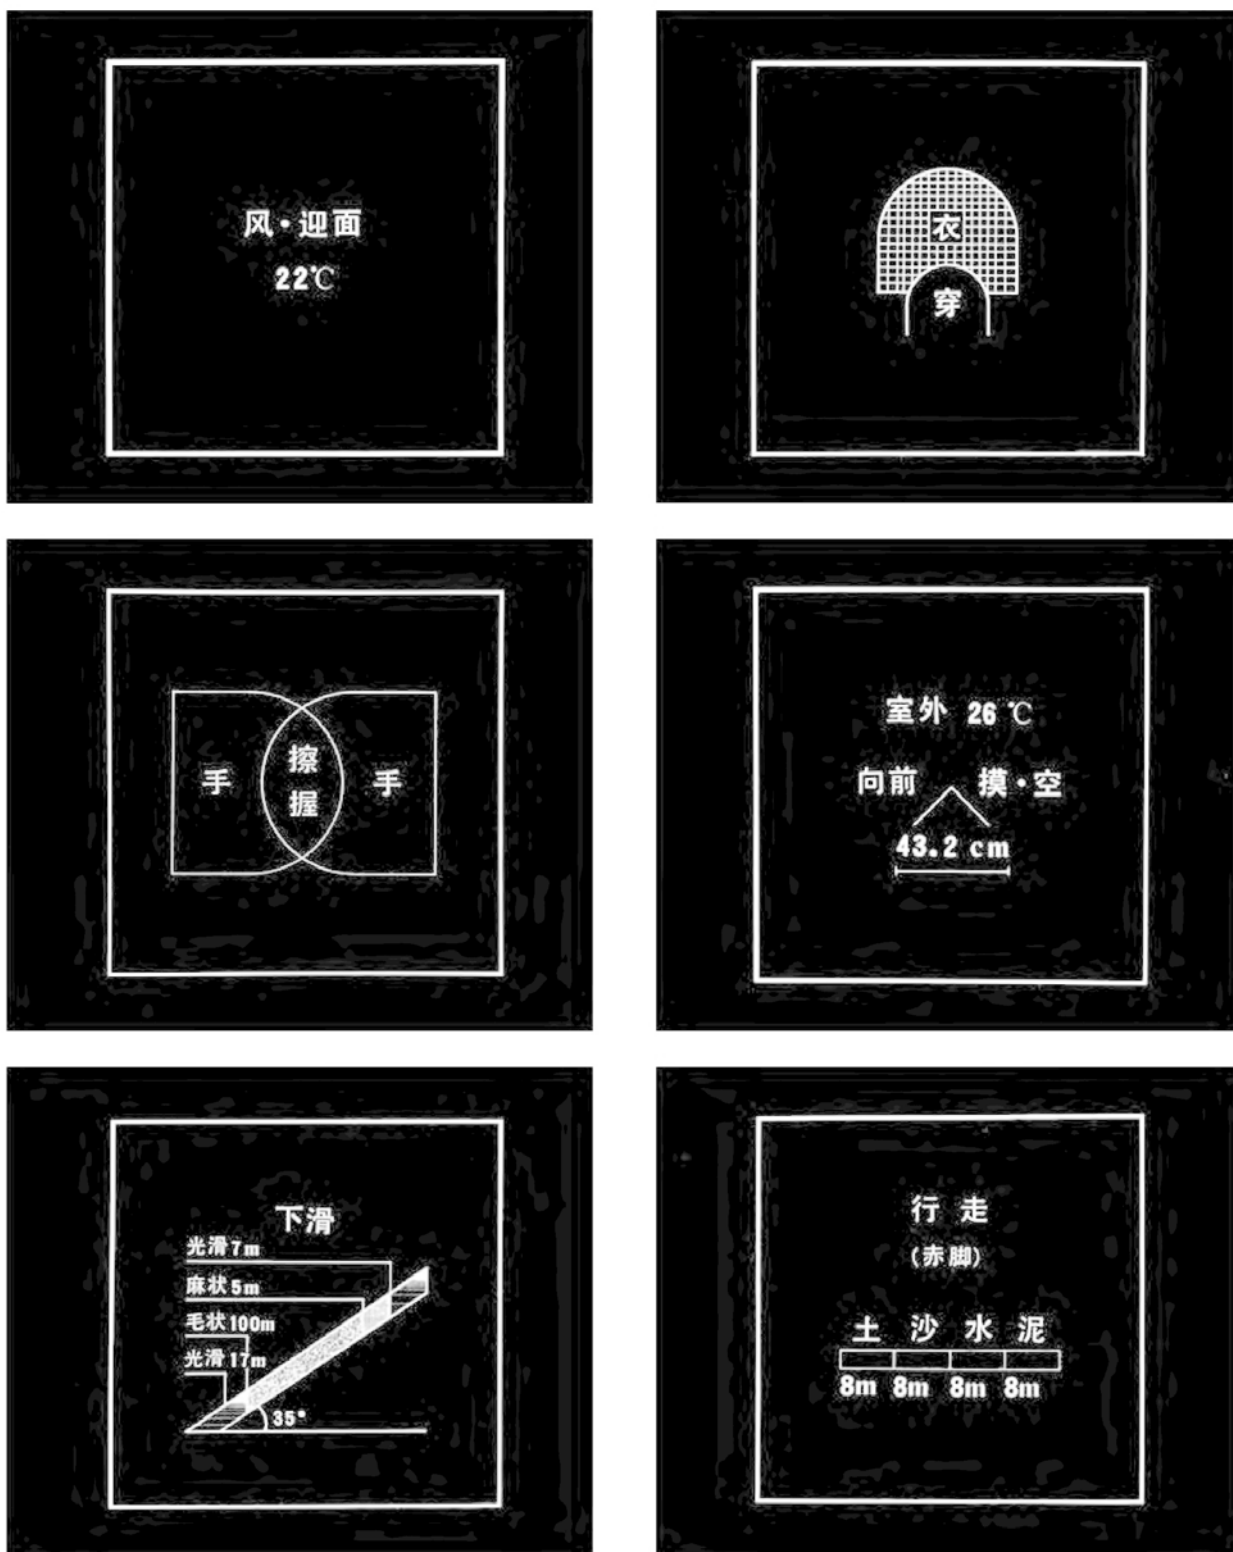 风·迎面
22℃
衣
穿
手
擦
握
手
室外 26 ℃
向前 摸·空
43.2 cm
下滑
光滑7m
麻状5m
毛状100m
光滑17m
35°
行 走
(赤脚)
土 沙 水 泥
8m 8m 8m 8m